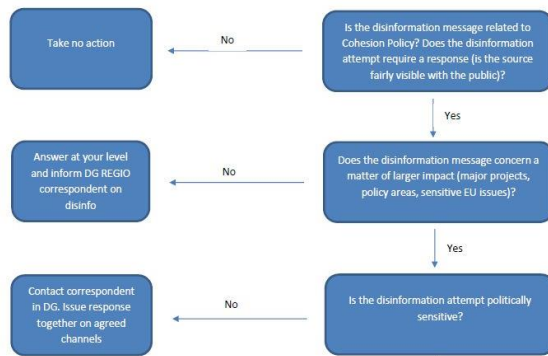 Take no action
No
Is the disinformation message related to
Cohesion Policy? Does the disinformation
attempt require a response (is the source
fairly visible with the public)?
Yes
Answer at your level
and inform DG REGIO
correspondent on
disinfo
No
Does the disinformation message concern a
matter of larger impact (major projects,
policy areas, sensitive EU issues)?
Yes
Contact correspondent
in DG. Issue response
together on agreed
channels
No
Is the disinformation attempt politically
sensitive?